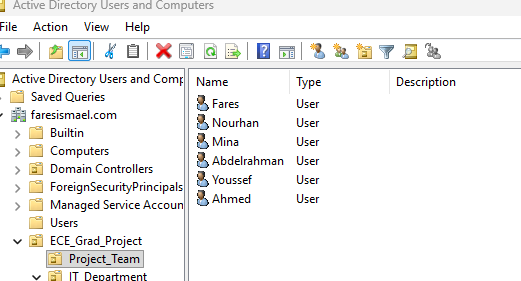 Active Directory Users and Computers
File Action View Help
Active Directory Users and Comp
Saved Queries
faresismael.com
Builtin
Computers
Domain Controllers
ForeignSecurityPrincipals
Managed Service Accoun
Users
ECE_Grad_Project
Project_Team
IT_Department
Name Type Description
Fares User
Nourhan User
Mina User
Abdelrahman User
Youssef User
Ahmed User